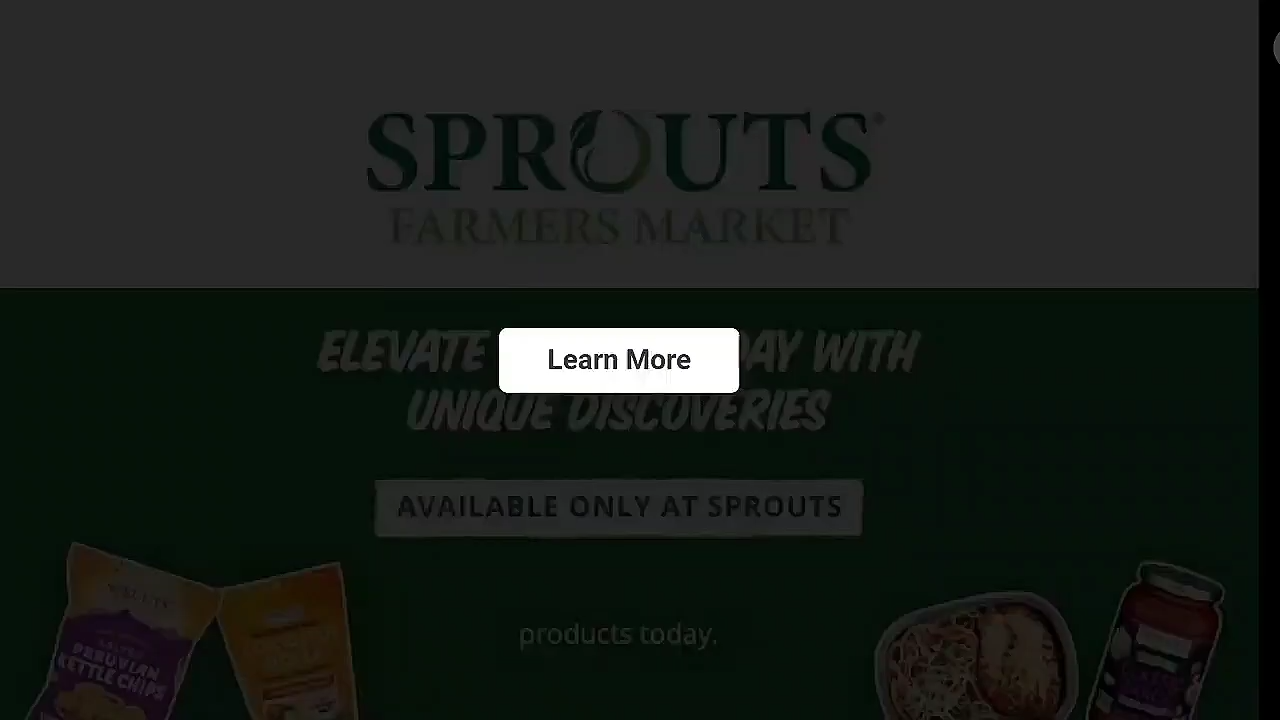 SPROUTS
FARMERS MARKET
ELEVATE
DAY WITH
Learn More
UNIQUE DISCOVERIES
AVAILABLE ONLY AT SPROUTS
products today.
SPROUTS
PERUVIAN
KETTLE CHIPS